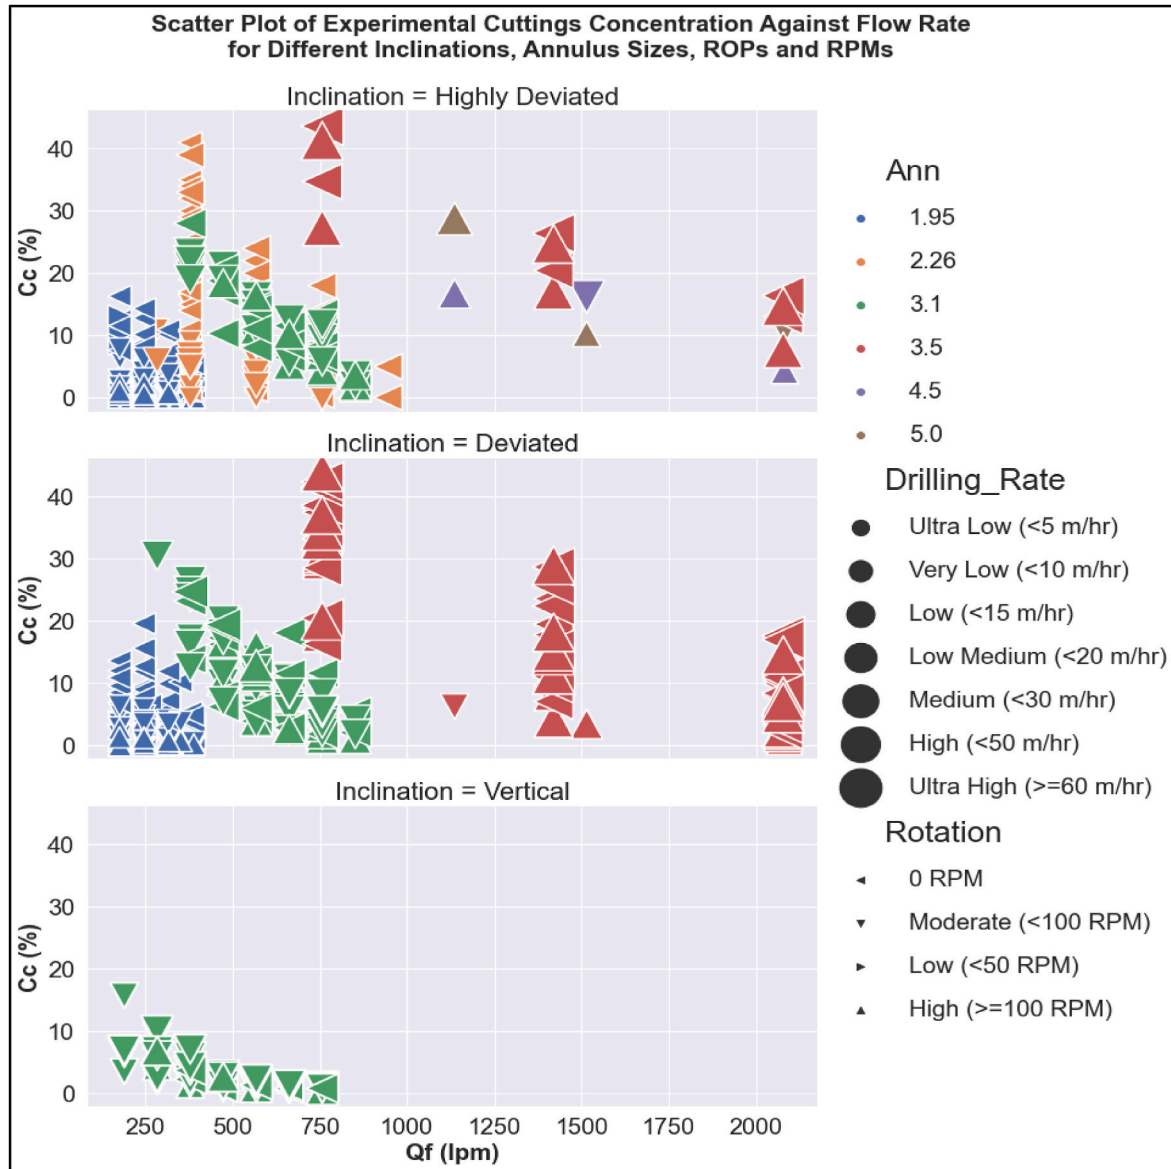 Scatter Plot of Experimental Cuttings Concentration Against Flow Rate
for Different Inclinations, Annulus Sizes, ROPs and RPMs
Inclination = Highly Deviated
Cc (%)
40
30
20
10
0
Inclination = Deviated
Cc (%)
40
30
20
10
0
Inclination = Vertical
Cc (%)
40
30
20
10
0
250 500 750 1000 1250 1500 1750 2000
Qf (lpm)
Ann
1.95
2.26
3.1
3.5
4.5
5.0
Drilling_Rate
Ultra Low (<5 m/hr)
Very Low (<10 m/hr)
Low (<15 m/hr)
Low Medium (<20 m/hr)
Medium (<30 m/hr)
High (<50 m/hr)
Ultra High (>=60 m/hr)
Rotation
0 RPM
Moderate (<100 RPM)
Low (<50 RPM)
High (>=100 RPM)